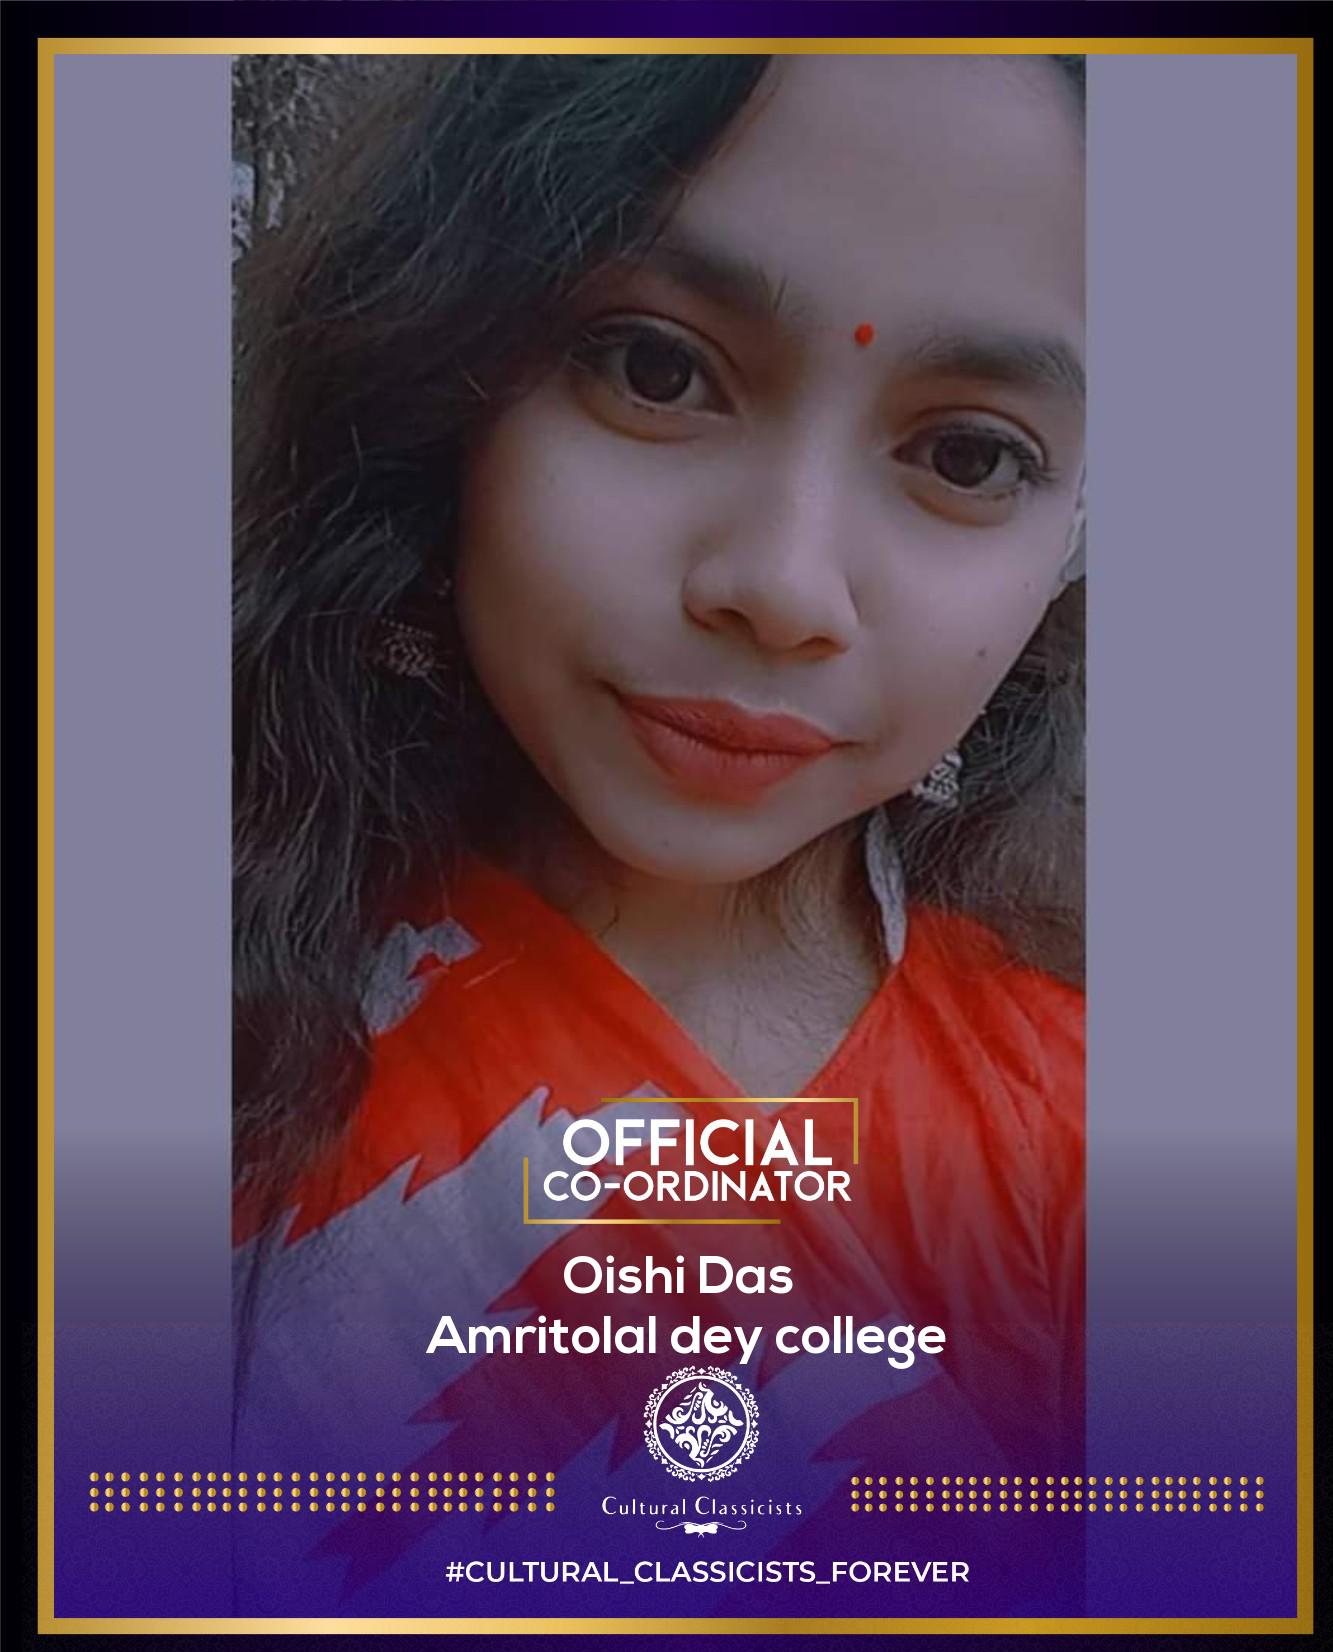 OFFICIAL
CO-ORDINATOR
Oishi Das
Amritolal dey college
Cultural Classicists
#CULTURAL_CLASSICISTS_FOREVER